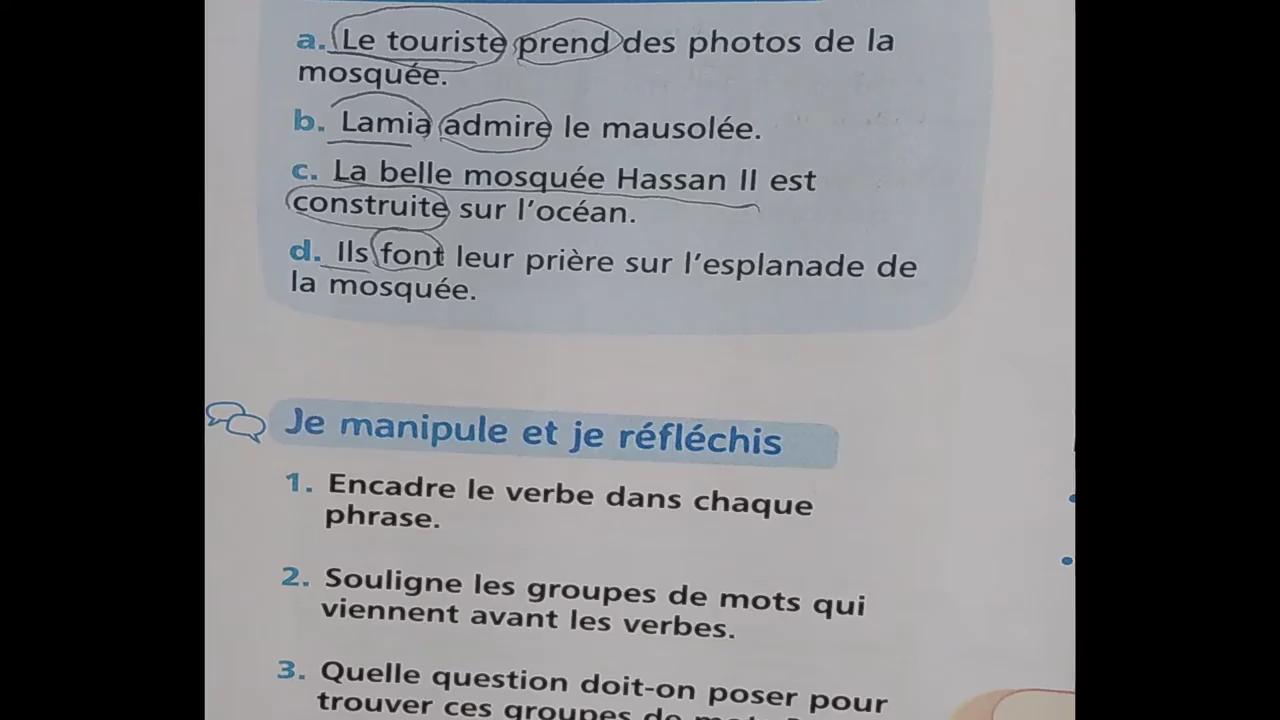 a. Le touriste prend des photos de la
mosquée.
b. Lamia admire le mausolée.
c. La belle mosquée Hassan II est
construite sur l'océan.
d. Ils font leur prière sur l'esplanade de
la mosquée.
Je manipule et je réfléchis
1. Encadre le verbe dans chaque
phrase.
2. Souligne les groupes de mots qui
viennent avant les verbes.
3. Quelle question doit-on poser pour
trouver ces groupes de